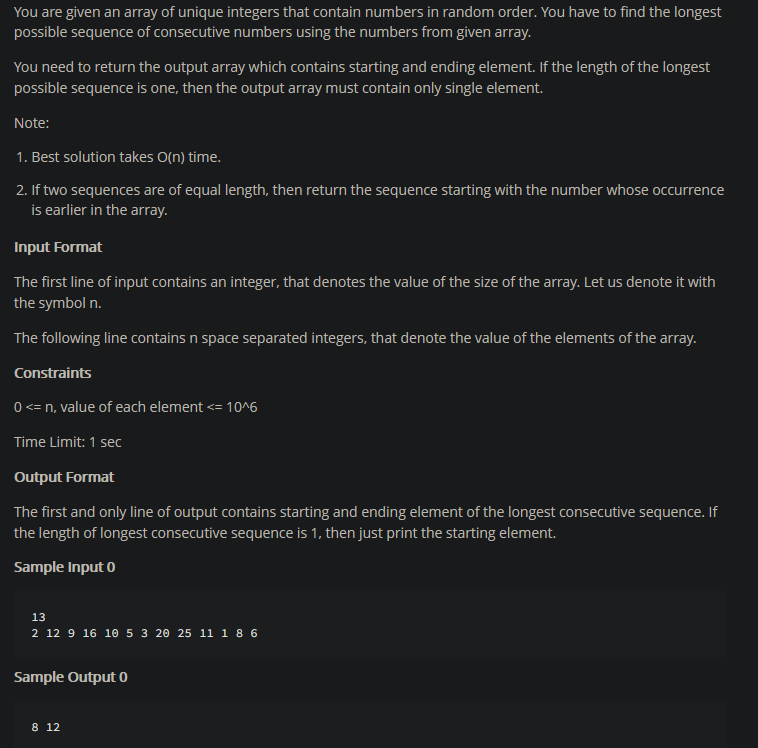 You are given an array of unique integers that contain numbers in random order. You have to find the longest
possible sequence of consecutive numbers using the numbers from given array.
You need to return the output array which contains starting and ending element. If the length of the longest
possible sequence is one, then the output array must contain only single element.
Note:
1. Best solution takes O(n) time.
2. If two sequences are of equal length, then return the sequence starting with the number whose occurrence
is earlier in the array.
Input Format
The first line of input contains an integer, that denotes the value of the size of the array. Let us denote it with
the symbol n.
The following line contains n space separated integers, that denote the value of the elements of the array.
Constraints
0 <= n, value of each element <= 10^6
Time Limit: 1 sec
Output Format
The first and only line of output contains starting and ending element of the longest consecutive sequence. If
the length of longest consecutive sequence is 1, then just print the starting element.
Sample Input 0
13
2 12 9 16 10 5 3 20 25 11 1 8 6
Sample Output 0
8 12